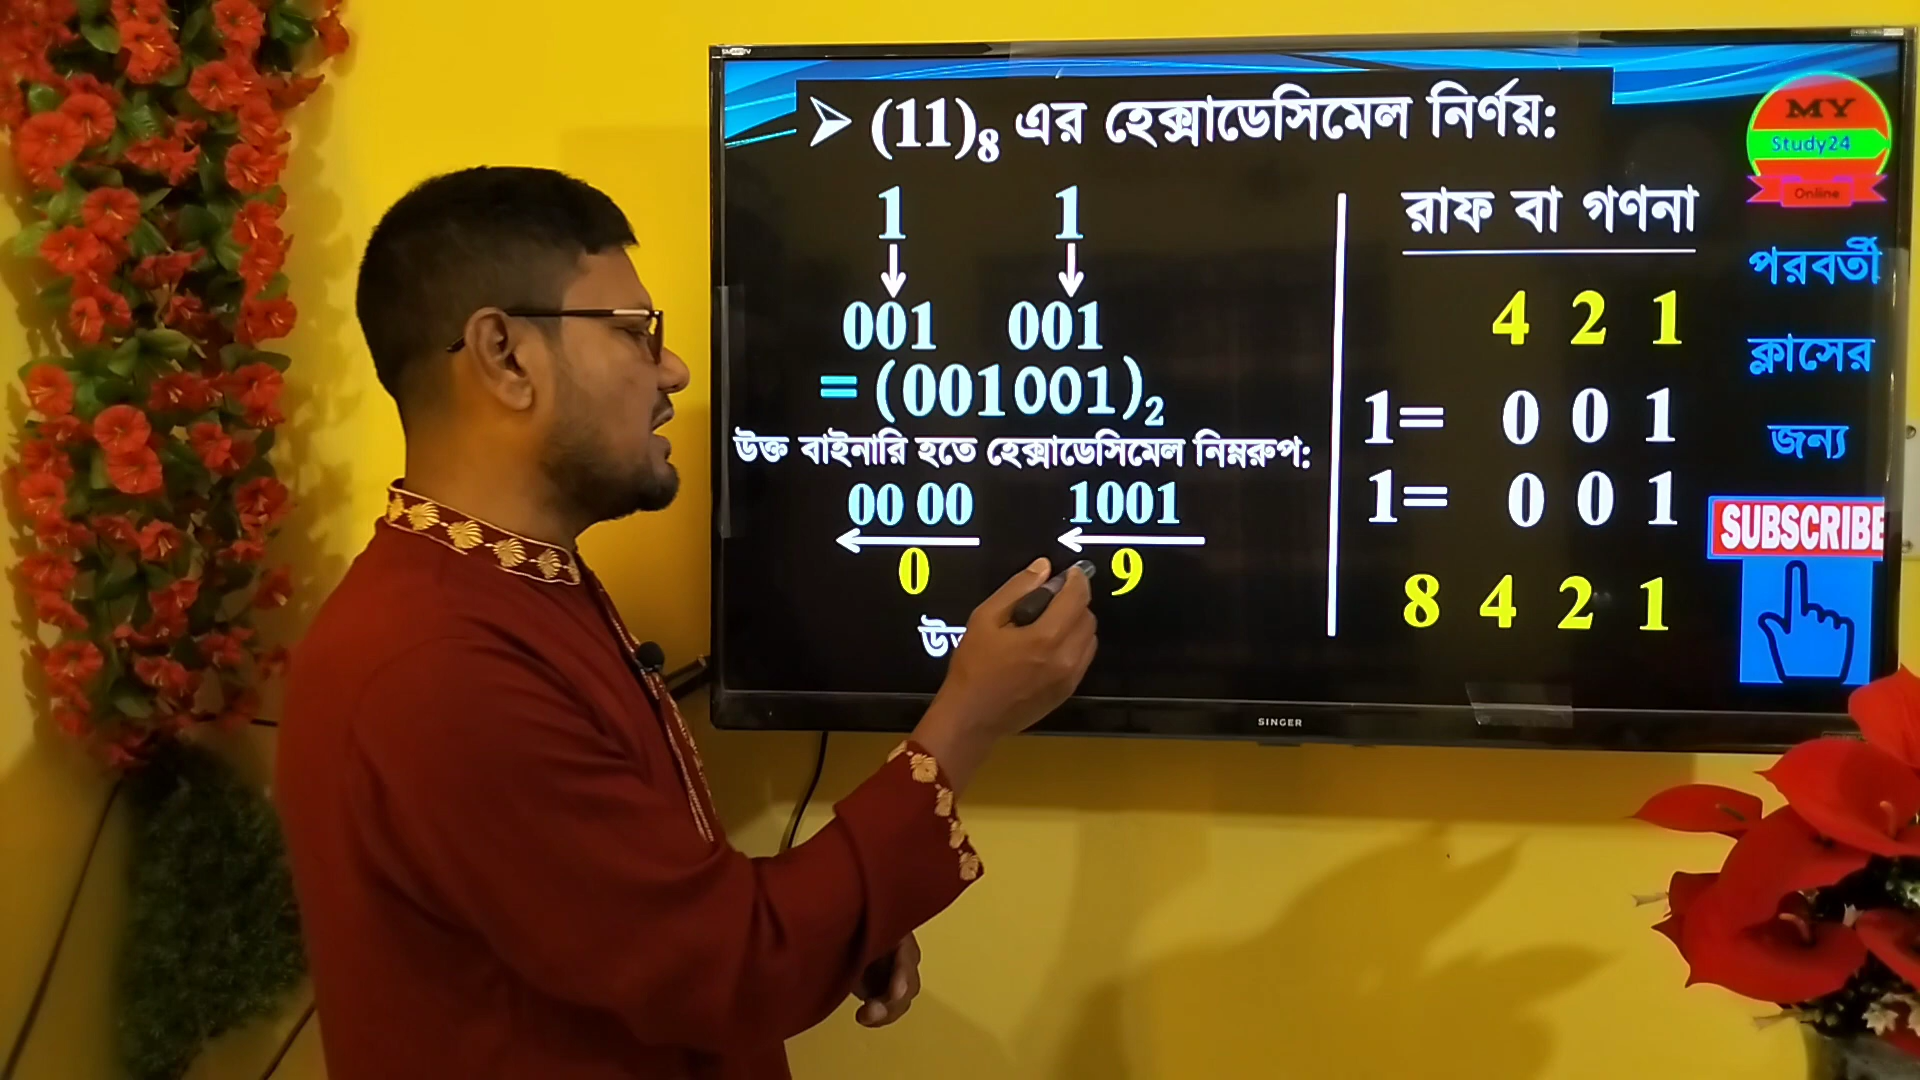 ➢ (11)₈ এর হেক্সাডেসিমেল নির্ণয়:
1 1
001 001
= (001001)₂
উক্ত বাইনারি হতে হেক্সাডেসিমেল নিম্নরুপ:
00 00 1001
0 9
রাফ বা গণনা
4 2 1
1= 0 0 1
1= 0 0 1
8 4 2 1
MY
Study24
Online
পরবর্তী
ক্লাসের
জন্য
SUBSCRIBE
SINGER